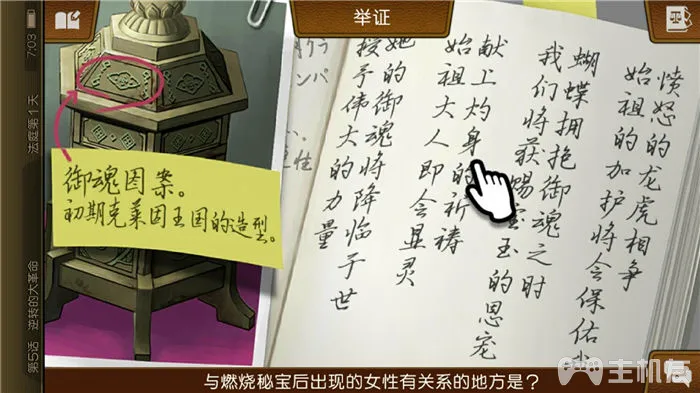 举证
7:03
法庭第1天
第5话 逆转的大革命
御魂图案。
初期克莱因王国的造型。
愤怒的龙虎相争
始祖的加护将会保佑
蝴蝶拥抱御魂之时
我们将获赐宝玉的恩宠
献上灼身的祈祷
始祖大人即会显灵
她的御魂将降临于世
授予伟大的力量
与燃烧秘宝后出现的女性有关系的地方是？
主机友